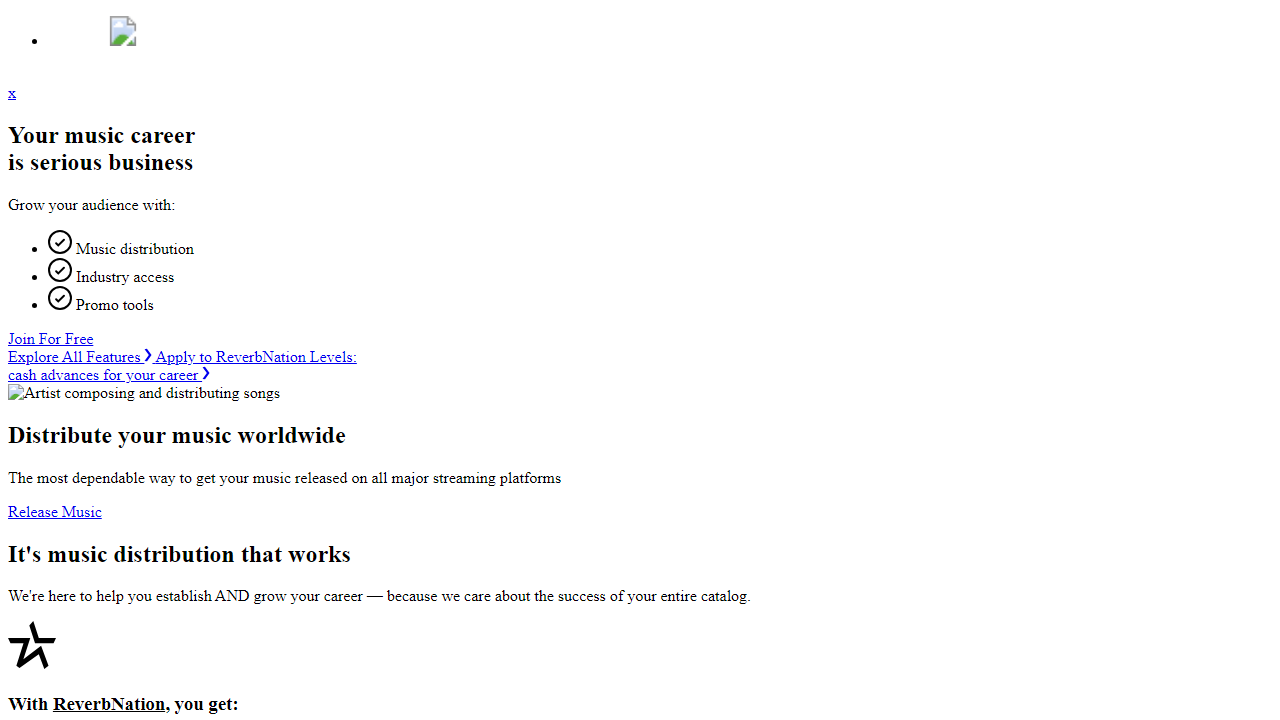 x
Your music career
is serious business
Grow your audience with:
Music distribution
Industry access
Promo tools
Join For Free
Explore All Features ❯ Apply to ReverbNation Levels:
cash advances for your career ❯
Artist composing and distributing songs
Distribute your music worldwide
The most dependable way to get your music released on all major streaming platforms
Release Music
It's music distribution that works
We're here to help you establish AND grow your career — because we care about the success of your entire catalog.
With ReverbNation, you get: